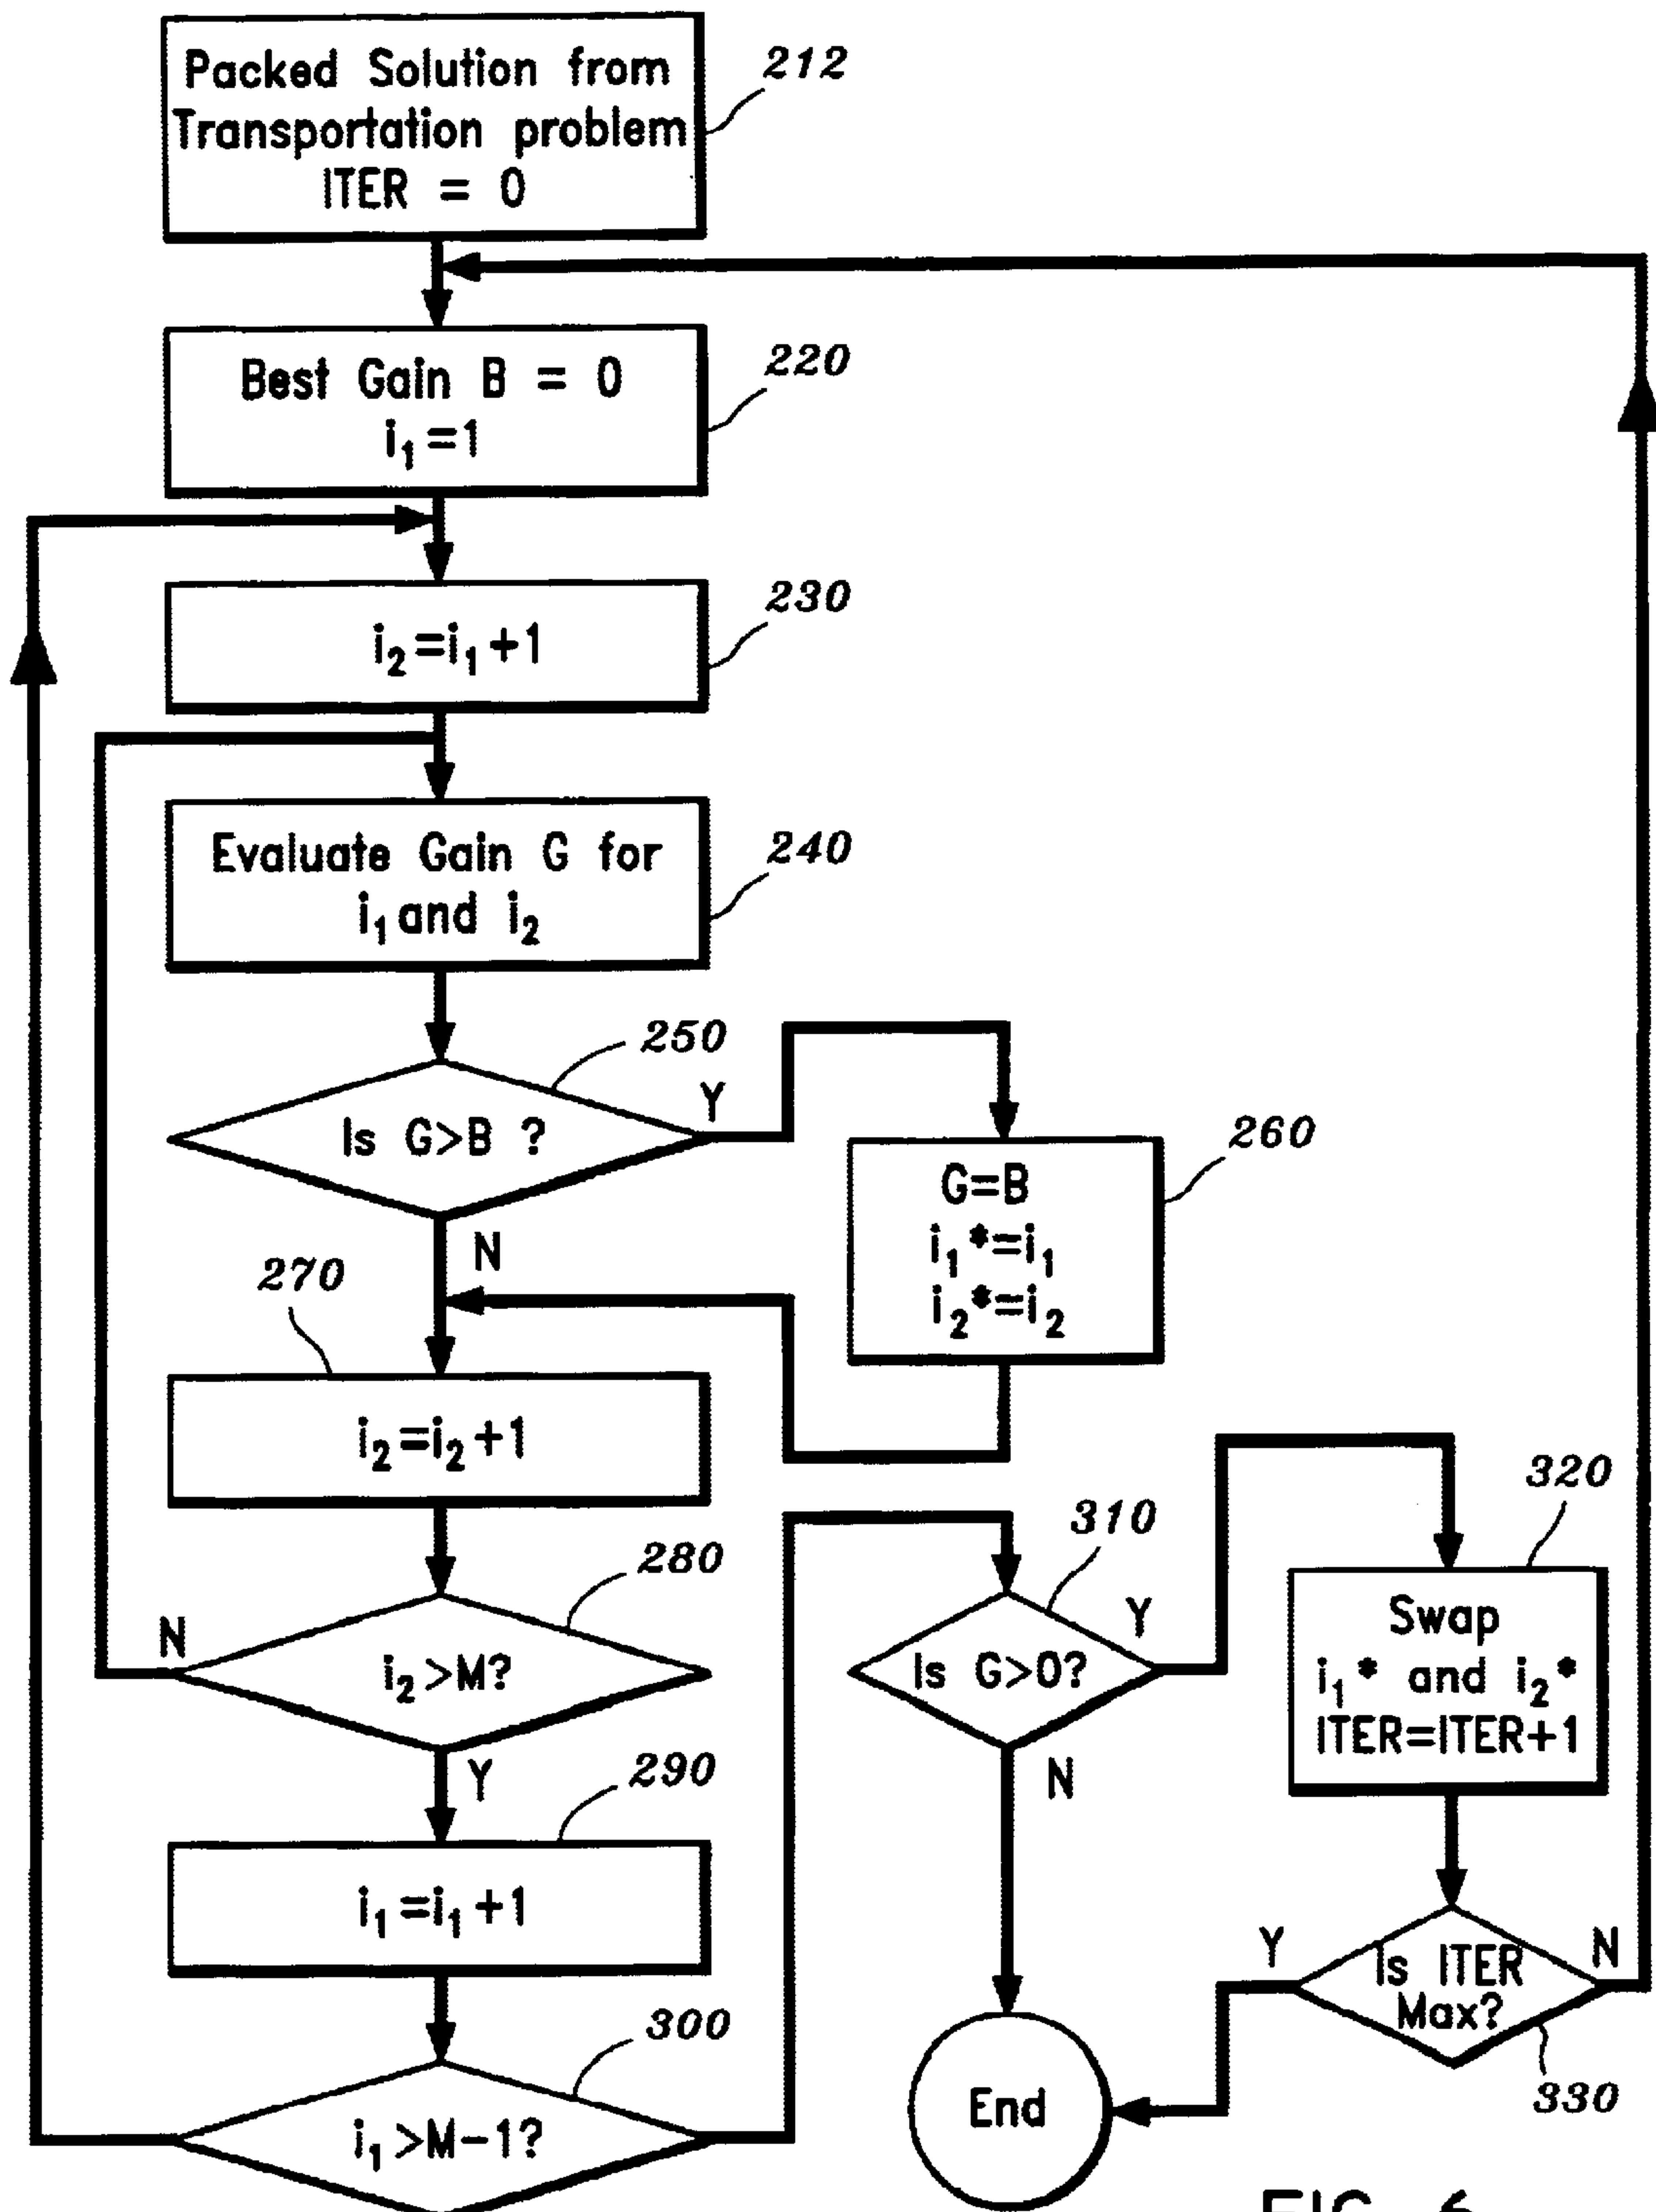 Packed Solution from
Transportation problem
ITER = 0
212
Best Gain B = 0
i₁=1
220
i₂=i₁+1
230
Evaluate Gain G for
i₁ and i₂
240
250
Is G>B ?
Y
N
260
G=B
i₁*=i₁
i₂*=i₂
270
i₂=i₂+1
280
N
i₂>M?
Y
290
i₁=i₁+1
300
i₁>M-1?
310
Is G>0?
Y
N
320
Swap
i₁* and i₂*
ITER=ITER+1
Y
Is ITER
Max?
N
330
End
FIG. 6